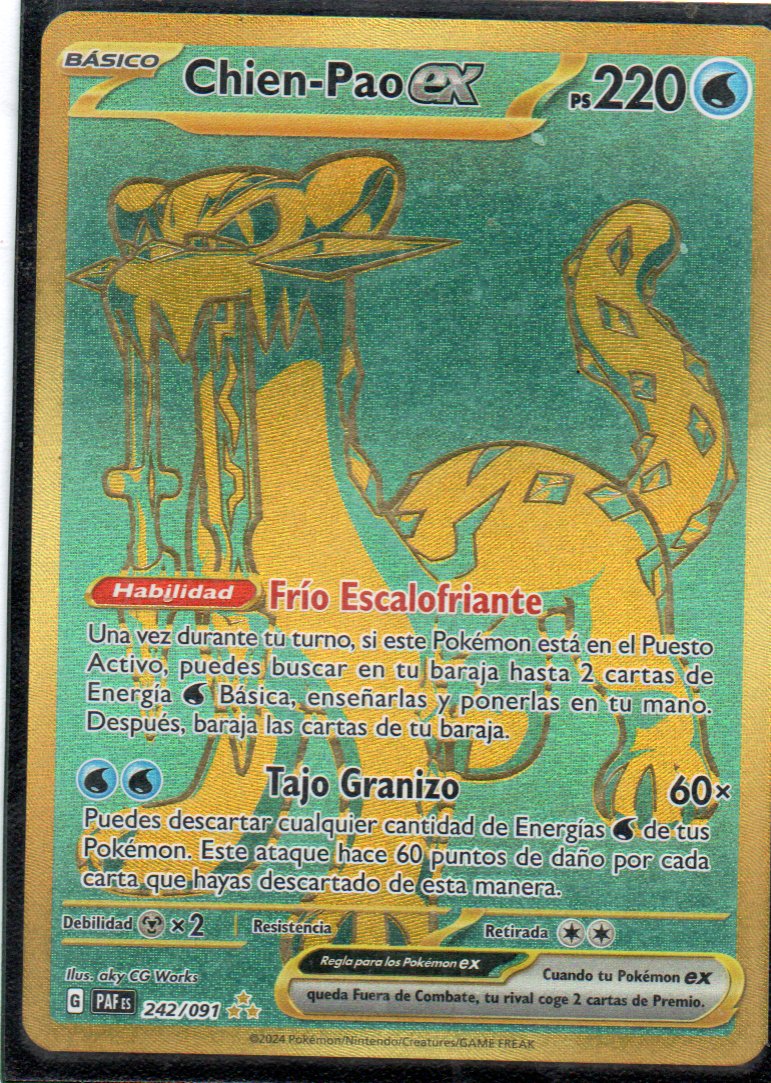 BÁSICO
Chien-Pao ex
PS 220
Habilidad Frío Escalofriante
Una vez durante tu turno, si este Pokémon está en el Puesto
Activo, puedes buscar en tu baraja hasta 2 cartas de
Energía Básica, enseñarlas y ponerlas en tu mano.
Después, baraja las cartas de tu baraja.
Tajo Granizo 60×
Puedes descartar cualquier cantidad de Energías de tus
Pokémon. Este ataque hace 60 puntos de daño por cada
carta que hayas descartado de esta manera.
Debilidad ×2 Resistencia Retirada
Ilus. aky CG Works
G PAF ES 242/091
Regla para los Pokémon ex
Cuando tu Pokémon ex
queda Fuera de Combate, tu rival coge 2 cartas de Premio.
©2024 Pokémon/Nintendo/Creatures/GAME FREAK